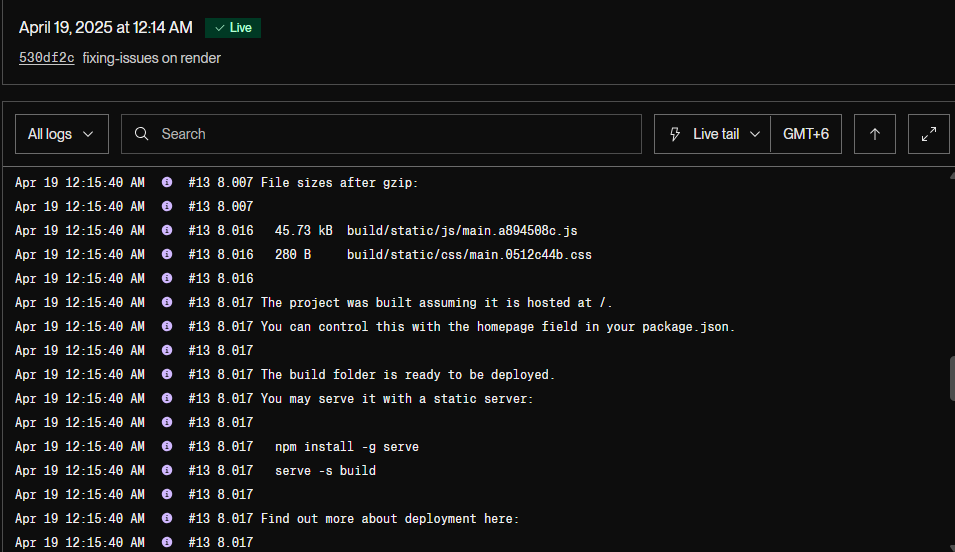 April 19, 2025 at 12:14 AM Live
530df2c fixing-issues on render
All logs Search Live tail GMT+6
Apr 19 12:15:40 AM #13 8.007 File sizes after gzip:
Apr 19 12:15:40 AM #13 8.007
Apr 19 12:15:40 AM #13 8.016 45.73 kB build/static/js/main.a894508c.js
Apr 19 12:15:40 AM #13 8.016 280 B build/static/css/main.0512c44b.css
Apr 19 12:15:40 AM #13 8.016
Apr 19 12:15:40 AM #13 8.017 The project was built assuming it is hosted at /.
Apr 19 12:15:40 AM #13 8.017 You can control this with the homepage field in your package.json.
Apr 19 12:15:40 AM #13 8.017
Apr 19 12:15:40 AM #13 8.017 The build folder is ready to be deployed.
Apr 19 12:15:40 AM #13 8.017 You may serve it with a static server:
Apr 19 12:15:40 AM #13 8.017
Apr 19 12:15:40 AM #13 8.017 npm install -g serve
Apr 19 12:15:40 AM #13 8.017 serve -s build
Apr 19 12:15:40 AM #13 8.017
Apr 19 12:15:40 AM #13 8.017 Find out more about deployment here:
Apr 19 12:15:40 AM #13 8.017